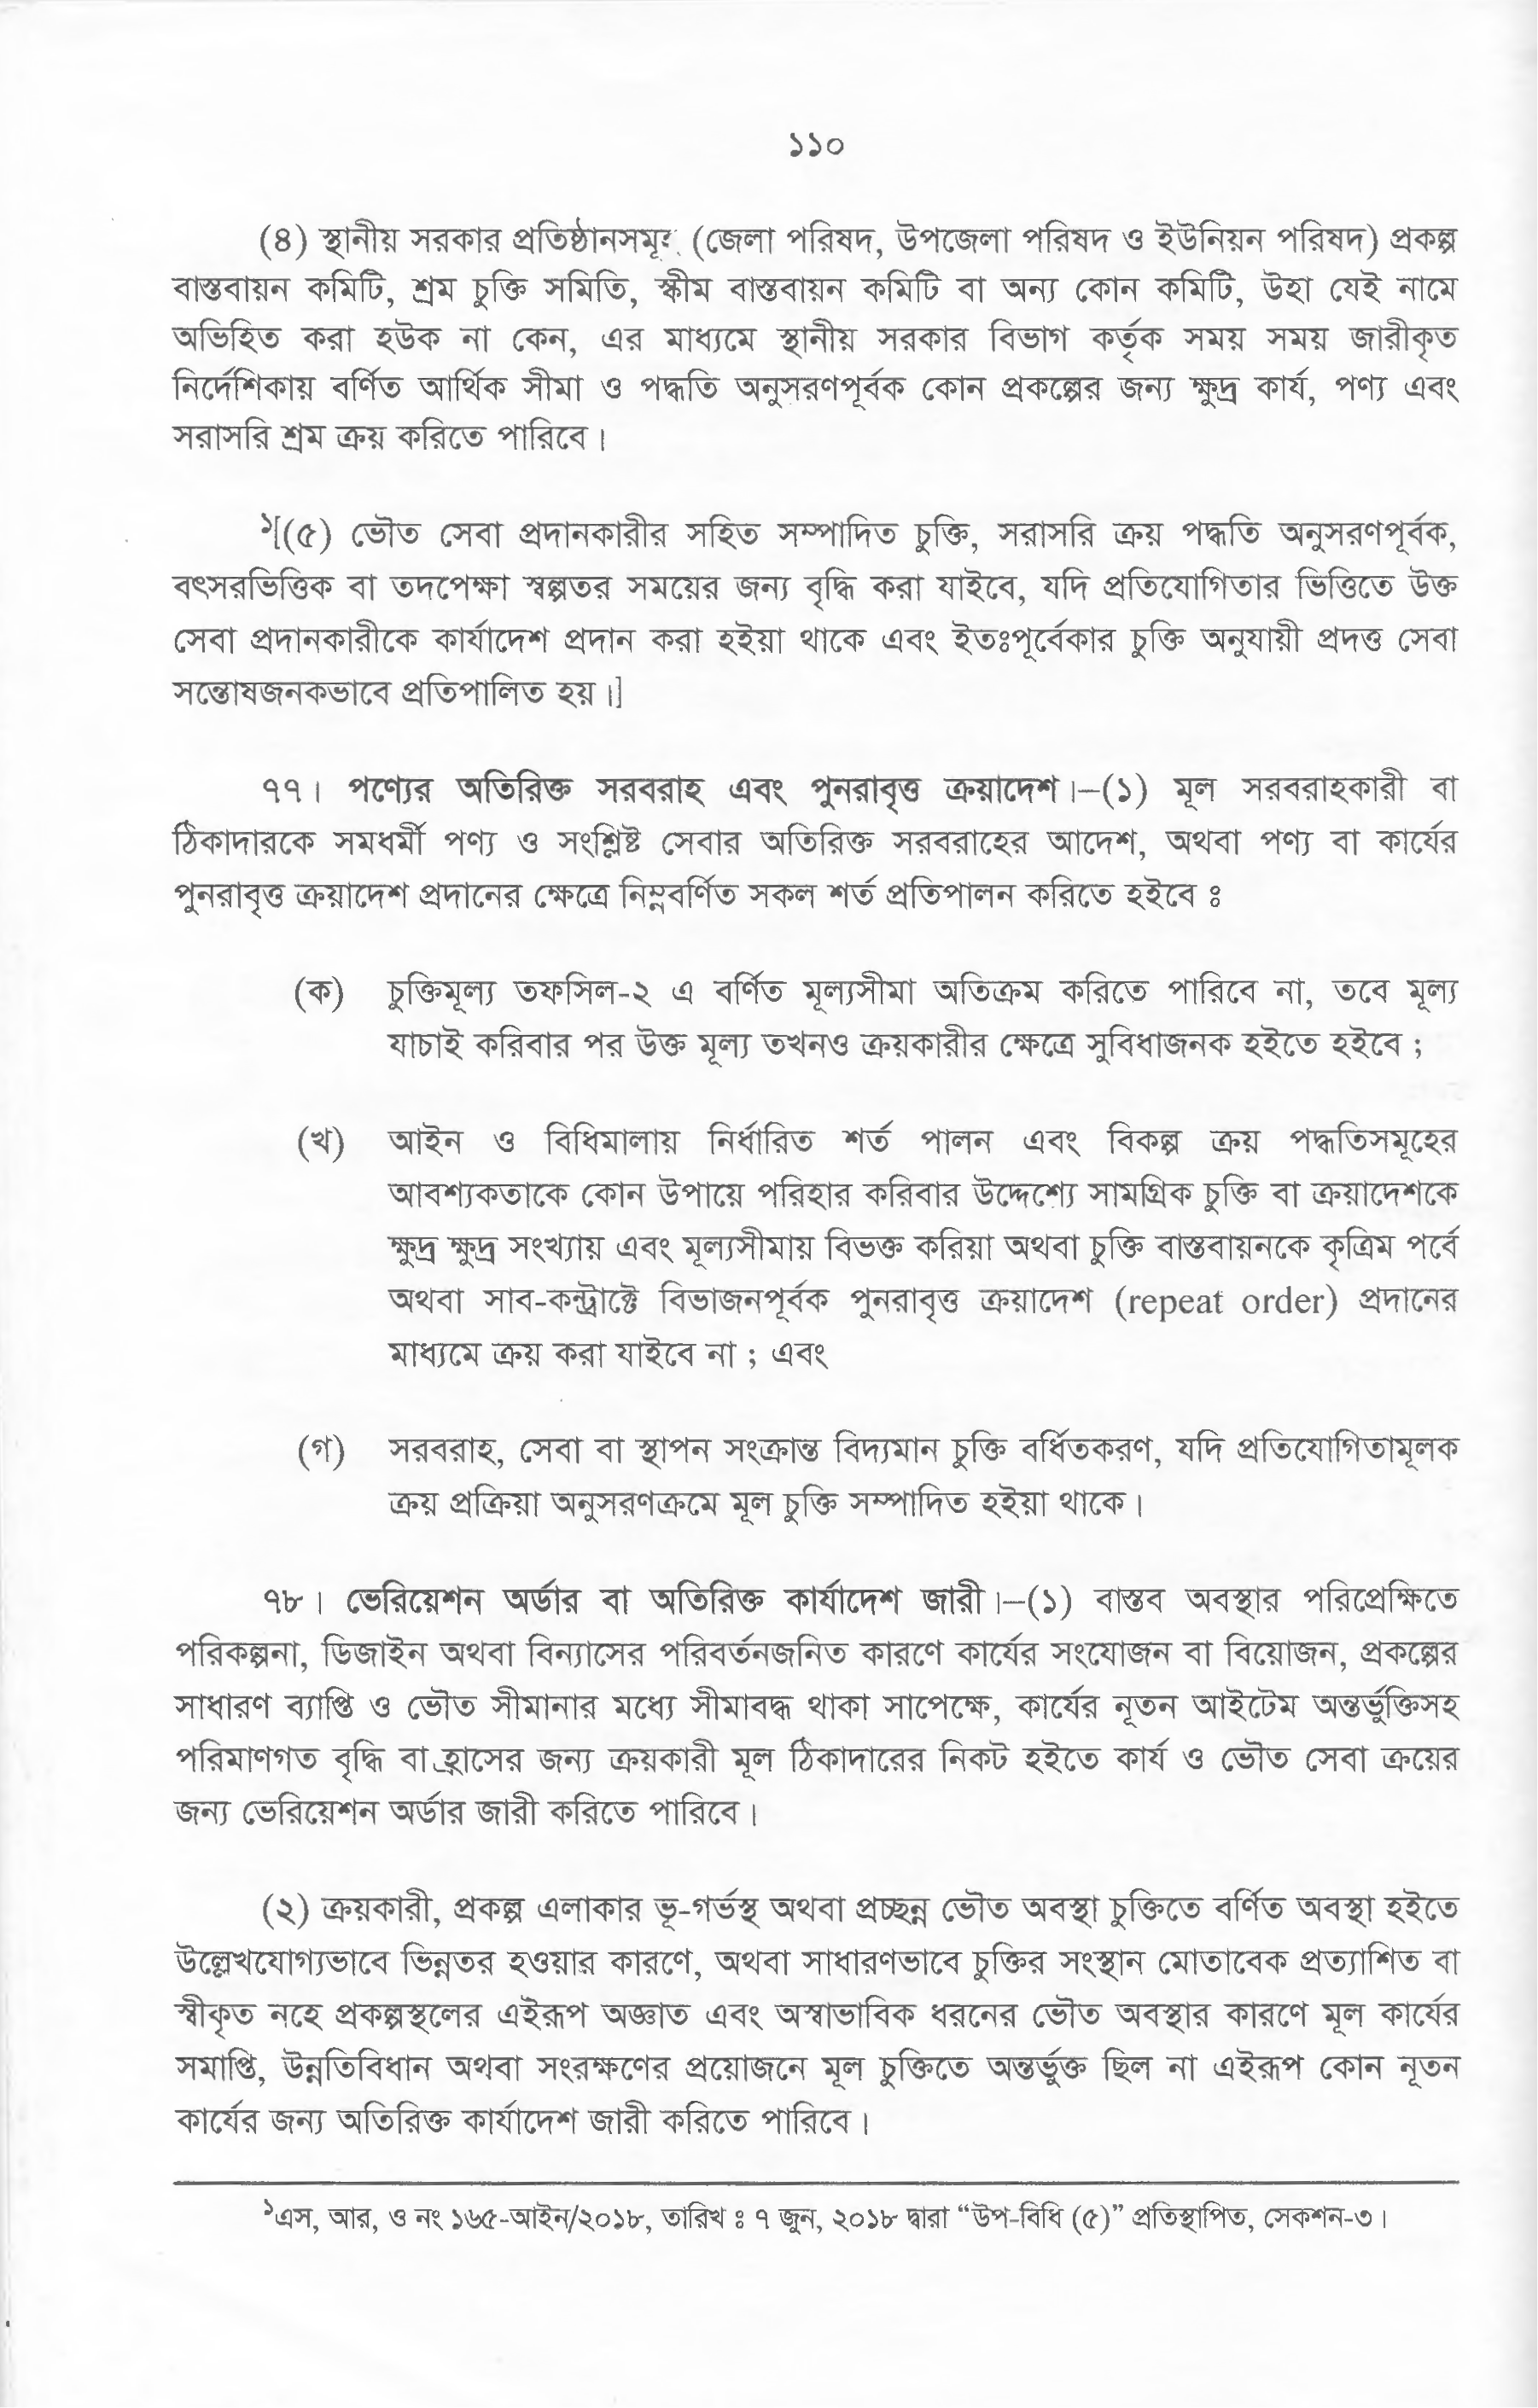 ১১০
(৪) স্থানীয় সরকার প্রতিষ্ঠানসমূহ (জেলা পরিষদ, উপজেলা পরিষদ ও ইউনিয়ন পরিষদ) প্রকল্প
বাস্তবায়ন কমিটি, শ্রম চুক্তি সমিতি, স্কীম বাস্তবায়ন কমিটি বা অন্য কোন কমিটি, উহা যেই নামে
অভিহিত করা হউক না কেন, এর মাধ্যমে স্থানীয় সরকার বিভাগ কর্তৃক সময় সময় জারীকৃত
নির্দেশিকায় বর্ণিত আর্থিক সীমা ও পদ্ধতি অনুসরণপূর্বক কোন প্রকল্পের জন্য ক্ষুদ্র কার্য, পণ্য এবং
সরাসরি শ্রম ক্রয় করিতে পারিবে।
১[(৫) ভৌত সেবা প্রদানকারীর সহিত সম্পাদিত চুক্তি, সরাসরি ক্রয় পদ্ধতি অনুসরণপূর্বক,
বৎসরভিত্তিক বা তদপেক্ষা স্বল্পতর সময়ের জন্য বৃদ্ধি করা যাইবে, যদি প্রতিযোগিতার ভিত্তিতে উক্ত
সেবা প্রদানকারীকে কার্যাদেশ প্রদান করা হইয়া থাকে এবং ইতঃপূর্বেকার চুক্তি অনুযায়ী প্রদত্ত সেবা
সন্তোষজনকভাবে প্রতিপালিত হয়।]
৭৭। পণ্যের অতিরিক্ত সরবরাহ এবং পুনরাবৃত্ত ক্রয়াদেশ।–(১) মূল সরবরাহকারী বা
ঠিকাদারকে সমধর্মী পণ্য ও সংশ্লিষ্ট সেবার অতিরিক্ত সরবরাহের আদেশ, অথবা পণ্য বা কার্যের
পুনরাবৃত্ত ক্রয়াদেশ প্রদানের ক্ষেত্রে নিম্নবর্ণিত সকল শর্ত প্রতিপালন করিতে হইবে ঃ
(ক) চুক্তিমূল্য তফসিল-২ এ বর্ণিত মূল্যসীমা অতিক্রম করিতে পারিবে না, তবে মূল্য
যাচাই করিবার পর উক্ত মূল্য তখনও ক্রয়কারীর ক্ষেত্রে সুবিধাজনক হইতে হইবে ;
(খ) আইন ও বিধিমালায় নির্ধারিত শর্ত পালন এবং বিকল্প ক্রয় পদ্ধতিসমূহের
আবশ্যকতাকে কোন উপায়ে পরিহার করিবার উদ্দেশ্যে সামগ্রিক চুক্তি বা ক্রয়াদেশকে
ক্ষুদ্র ক্ষুদ্র সংখ্যায় এবং মূল্যসীমায় বিভক্ত করিয়া অথবা চুক্তি বাস্তবায়নকে কৃত্রিম পর্বে
অথবা সাব-কন্ট্রাক্টে বিভাজনপূর্বক পুনরাবৃত্ত ক্রয়াদেশ (repeat order) প্রদানের
মাধ্যমে ক্রয় করা যাইবে না ; এবং
(গ) সরবরাহ, সেবা বা স্থাপন সংক্রান্ত বিদ্যমান চুক্তি বর্ধিতকরণ, যদি প্রতিযোগিতামূলক
ক্রয় প্রক্রিয়া অনুসরণক্রমে মূল চুক্তি সম্পাদিত হইয়া থাকে।
৭৮। ভেরিয়েশন অর্ডার বা অতিরিক্ত কার্যাদেশ জারী।–(১) বাস্তব অবস্থার পরিপ্রেক্ষিতে
পরিকল্পনা, ডিজাইন অথবা বিন্যাসের পরিবর্তনজনিত কারণে কার্যের সংযোজন বা বিয়োজন, প্রকল্পের
সাধারণ ব্যাপ্তি ও ভৌত সীমানার মধ্যে সীমাবদ্ধ থাকা সাপেক্ষে, কার্যের নূতন আইটেম অন্তর্ভুক্তিসহ
পরিমাণগত বৃদ্ধি বা হ্রাসের জন্য ক্রয়কারী মূল ঠিকাদারের নিকট হইতে কার্য ও ভৌত সেবা ক্রয়ের
জন্য ভেরিয়েশন অর্ডার জারী করিতে পারিবে।
(২) ক্রয়কারী, প্রকল্প এলাকার ভূ-গর্ভস্থ অথবা প্রচ্ছন্ন ভৌত অবস্থা চুক্তিতে বর্ণিত অবস্থা হইতে
উল্লেখযোগ্যভাবে ভিন্নতর হওয়ার কারণে, অথবা সাধারণভাবে চুক্তির সংস্থান মোতাবেক প্রত্যাশিত বা
স্বীকৃত নহে প্রকল্পস্থলের এইরূপ অজ্ঞাত এবং অস্বাভাবিক ধরনের ভৌত অবস্থার কারণে মূল কার্যের
সমাপ্তি, উন্নতিবিধান অথবা সংরক্ষণের প্রয়োজনে মূল চুক্তিতে অন্তর্ভুক্ত ছিল না এইরূপ কোন নূতন
কার্যের জন্য অতিরিক্ত কার্যাদেশ জারী করিতে পারিবে।
১এস, আর, ও নং ১৬৫-আইন/২০১৮, তারিখ ঃ ৭ জুন, ২০১৮ দ্বারা “উপ-বিধি (৫)” প্রতিস্থাপিত, সেকশন-৩।